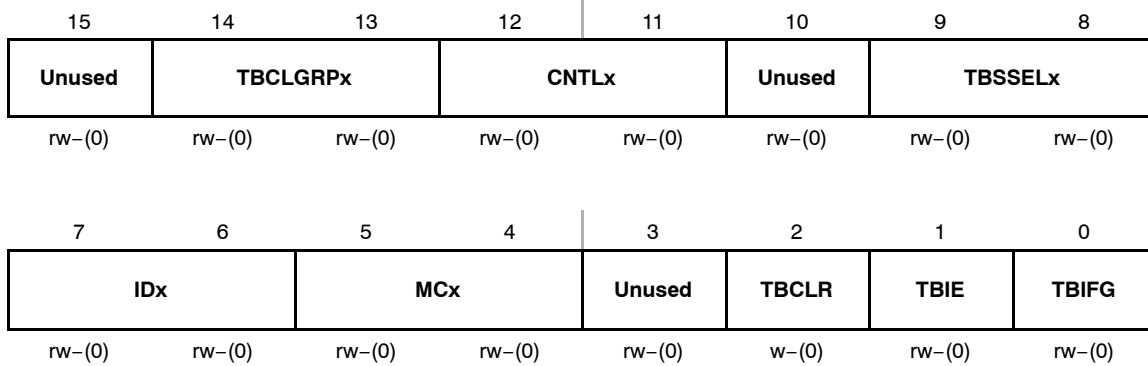 15 14 13 12 11 10 9 8
Unused TBCLGRPx CNTLx Unused TBSSELx
rw−(0) rw−(0) rw−(0) rw−(0) rw−(0) rw−(0) rw−(0) rw−(0)
7 6 5 4 3 2 1 0
IDx MCx Unused TBCLR TBIE TBIFG
rw−(0) rw−(0) rw−(0) rw−(0) rw−(0) w−(0) rw−(0) rw−(0)